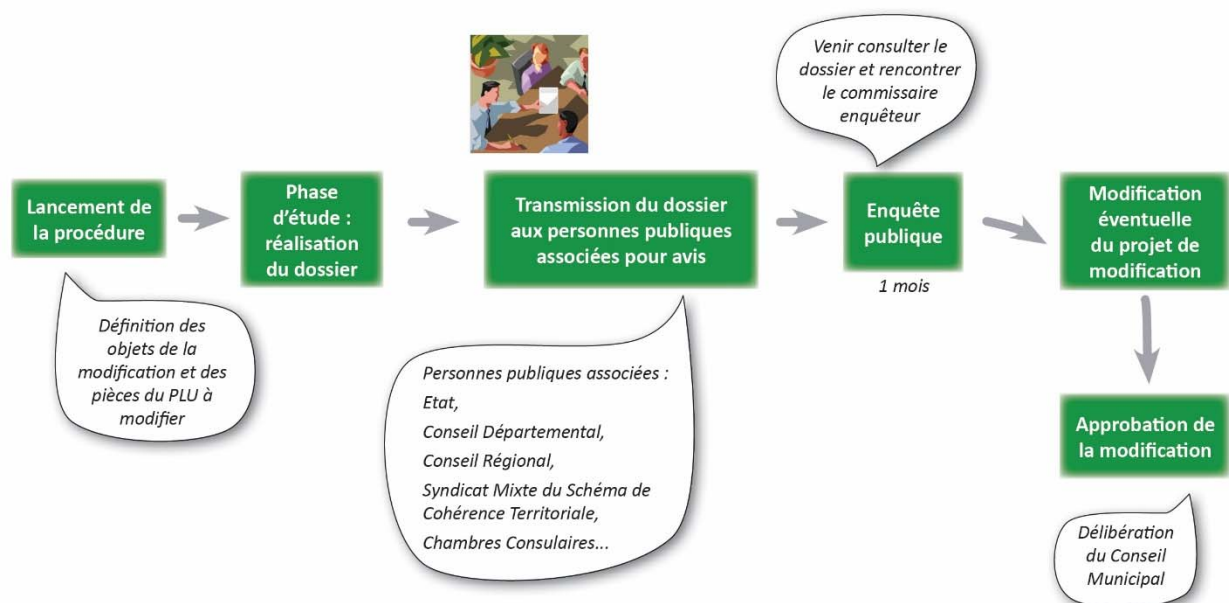 Venir consulter le
dossier et rencontrer
le commissaire
enquêteur
Lancement de
la procédure
Phase
d'étude :
réalisation
du dossier
Transmission du dossier
aux personnes publiques
associées pour avis
Enquête
publique
1 mois
Modification
éventuelle
du projet de
modification
Définition des
objets de la
modification et des
pièces du PLU à
modifier
Personnes publiques associées :
Etat,
Conseil Départemental,
Conseil Régional,
Syndicat Mixte du Schéma de
Cohérence Territoriale,
Chambres Consulaires...
Approbation de
la modification
Délibération
du Conseil
Municipal